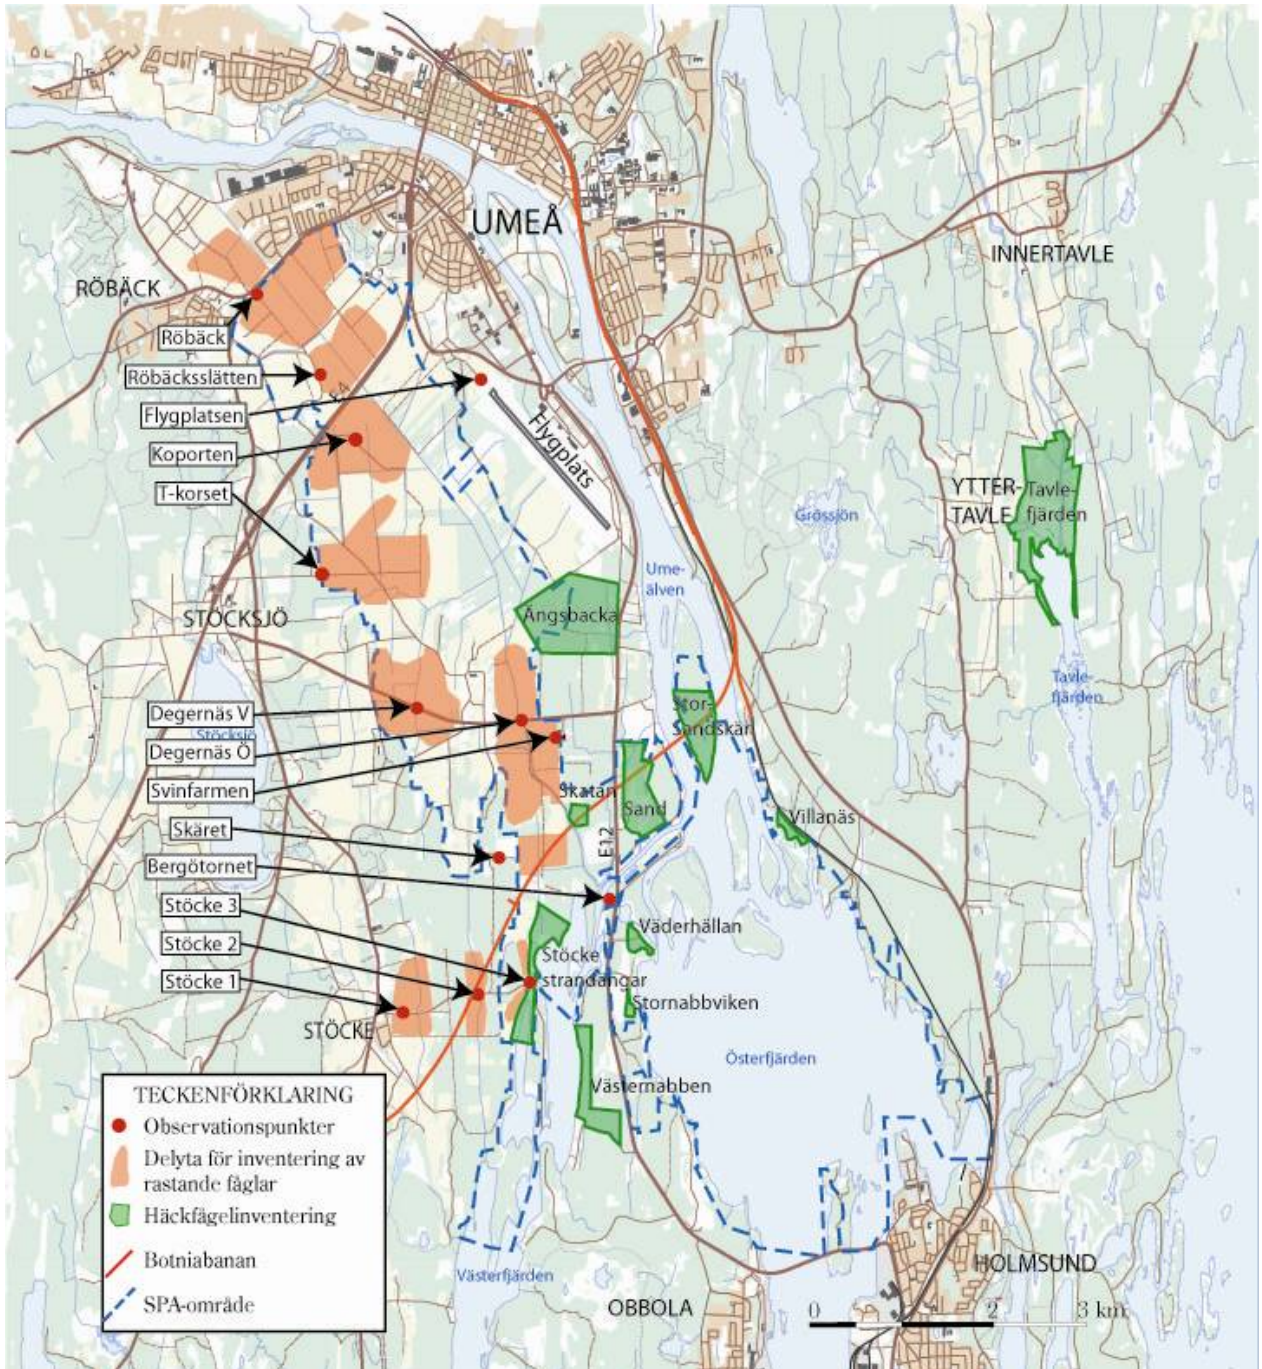 UMEÅ
INNERTAVLE
RÖBÄCK
Röbäck
Röbäcksslätten
E4
Flygplatsen
Flygplats
Koporten
T-korset
YTTER-
TAVLE
Tavle-
fjärden
Grössjön
Ume-
älven
STÖCKSJÖ
Ängsbacka
Tavle-
fjärden
Stor-
Sandskär
Degernäs V
Stöcksjö
Degernäs Ö
Svinfarmen
Skatan
Sand
Villanäs
Skäret
E12
Bergötornet
Stöcke 3
Väderhällan
Stöcke 2
Stöcke
strandängar
Stöcke 1
Stornabbviken
STÖCKE
Österfjärden
Västernabben
TECKENFÖRKLARING
Observationspunkter
Delyta för inventering av
rastande fåglar
Häckfågelinventering
Botniabanan
SPA-område
Västerfjärden
HOLMSUND
OBBOLA
0 2 3 km